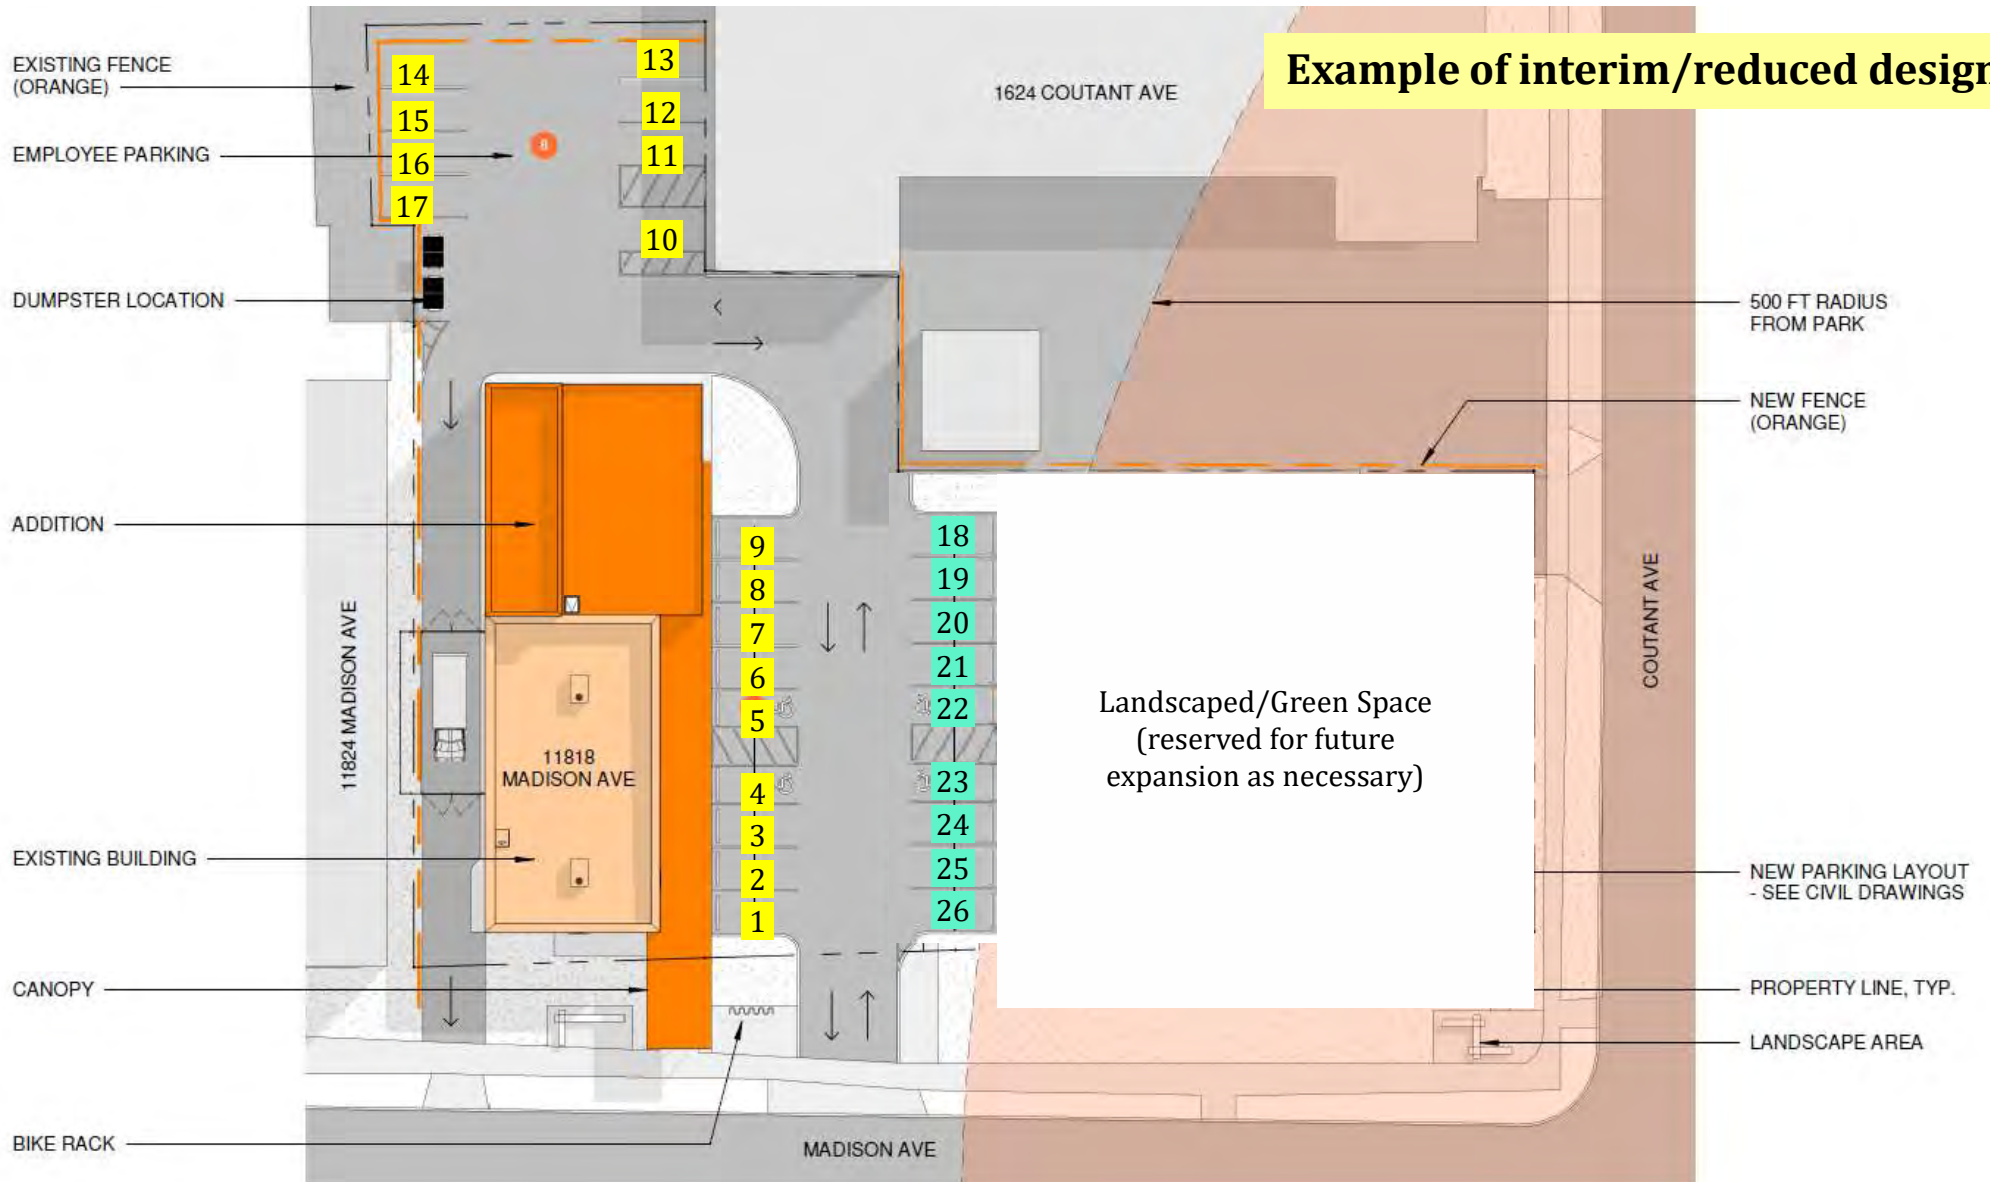 Example of interim/reduced design
EXISTING FENCE
(ORANGE)
EMPLOYEE PARKING
DUMPSTER LOCATION
ADDITION
EXISTING BUILDING
CANOPY
BIKE RACK
14
15
16
17
13
12
11
10
8
1624 COUTANT AVE
11824 MADISON AVE
11818
MADISON AVE
9
8
7
6
5
4
3
2
1
18
19
20
21
22
23
24
25
26
Landscaped/Green Space
(reserved for future
expansion as necessary)
MADISON AVE
COUTANT AVE
500 FT RADIUS
FROM PARK
NEW FENCE
(ORANGE)
NEW PARKING LAYOUT
- SEE CIVIL DRAWINGS
PROPERTY LINE, TYP.
LANDSCAPE AREA